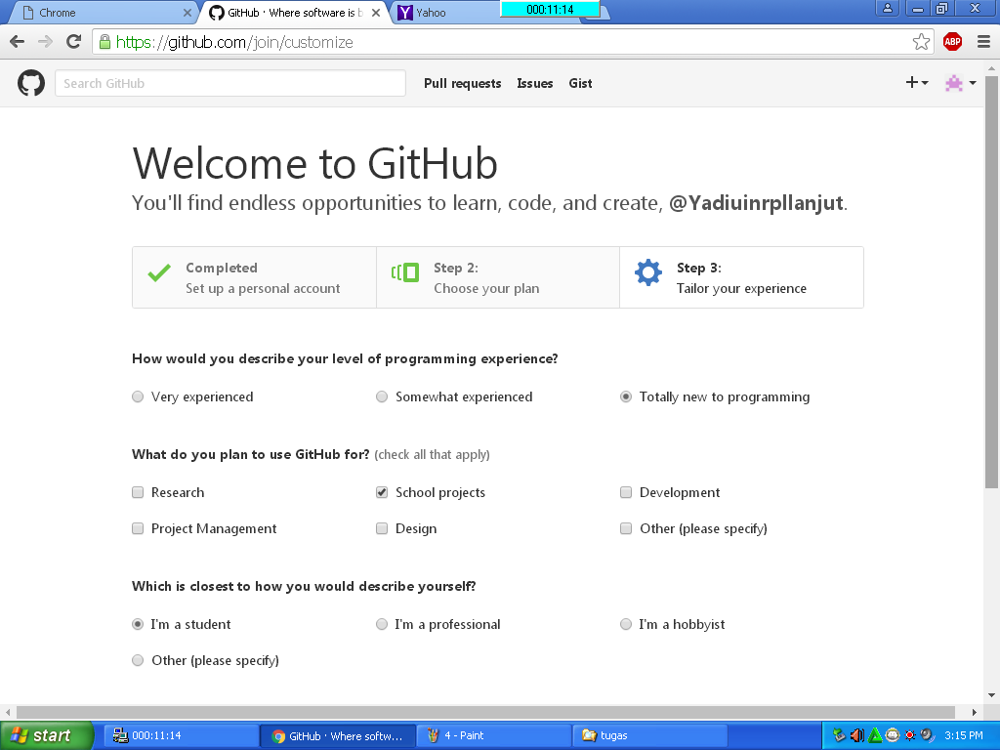 Chrome
GitHub · Where software is b
Yahoo
000:11:14
https://github.com/join/customize
ABP
Search GitHub
Pull requests
Issues
Gist
Welcome to GitHub
You'll find endless opportunities to learn, code, and create, @Yadiuinrpllanjut.
Completed
Set up a personal account
Step 2:
Choose your plan
Step 3:
Tailor your experience
How would you describe your level of programming experience?
Very experienced
Somewhat experienced
Totally new to programming
What do you plan to use GitHub for? (check all that apply)
Research
School projects
Development
Project Management
Design
Other (please specify)
Which is closest to how you would describe yourself?
I'm a student
I'm a professional
I'm a hobbyist
Other (please specify)
start
000:11:14
GitHub · Where softw...
4 - Paint
tugas
3:15 PM